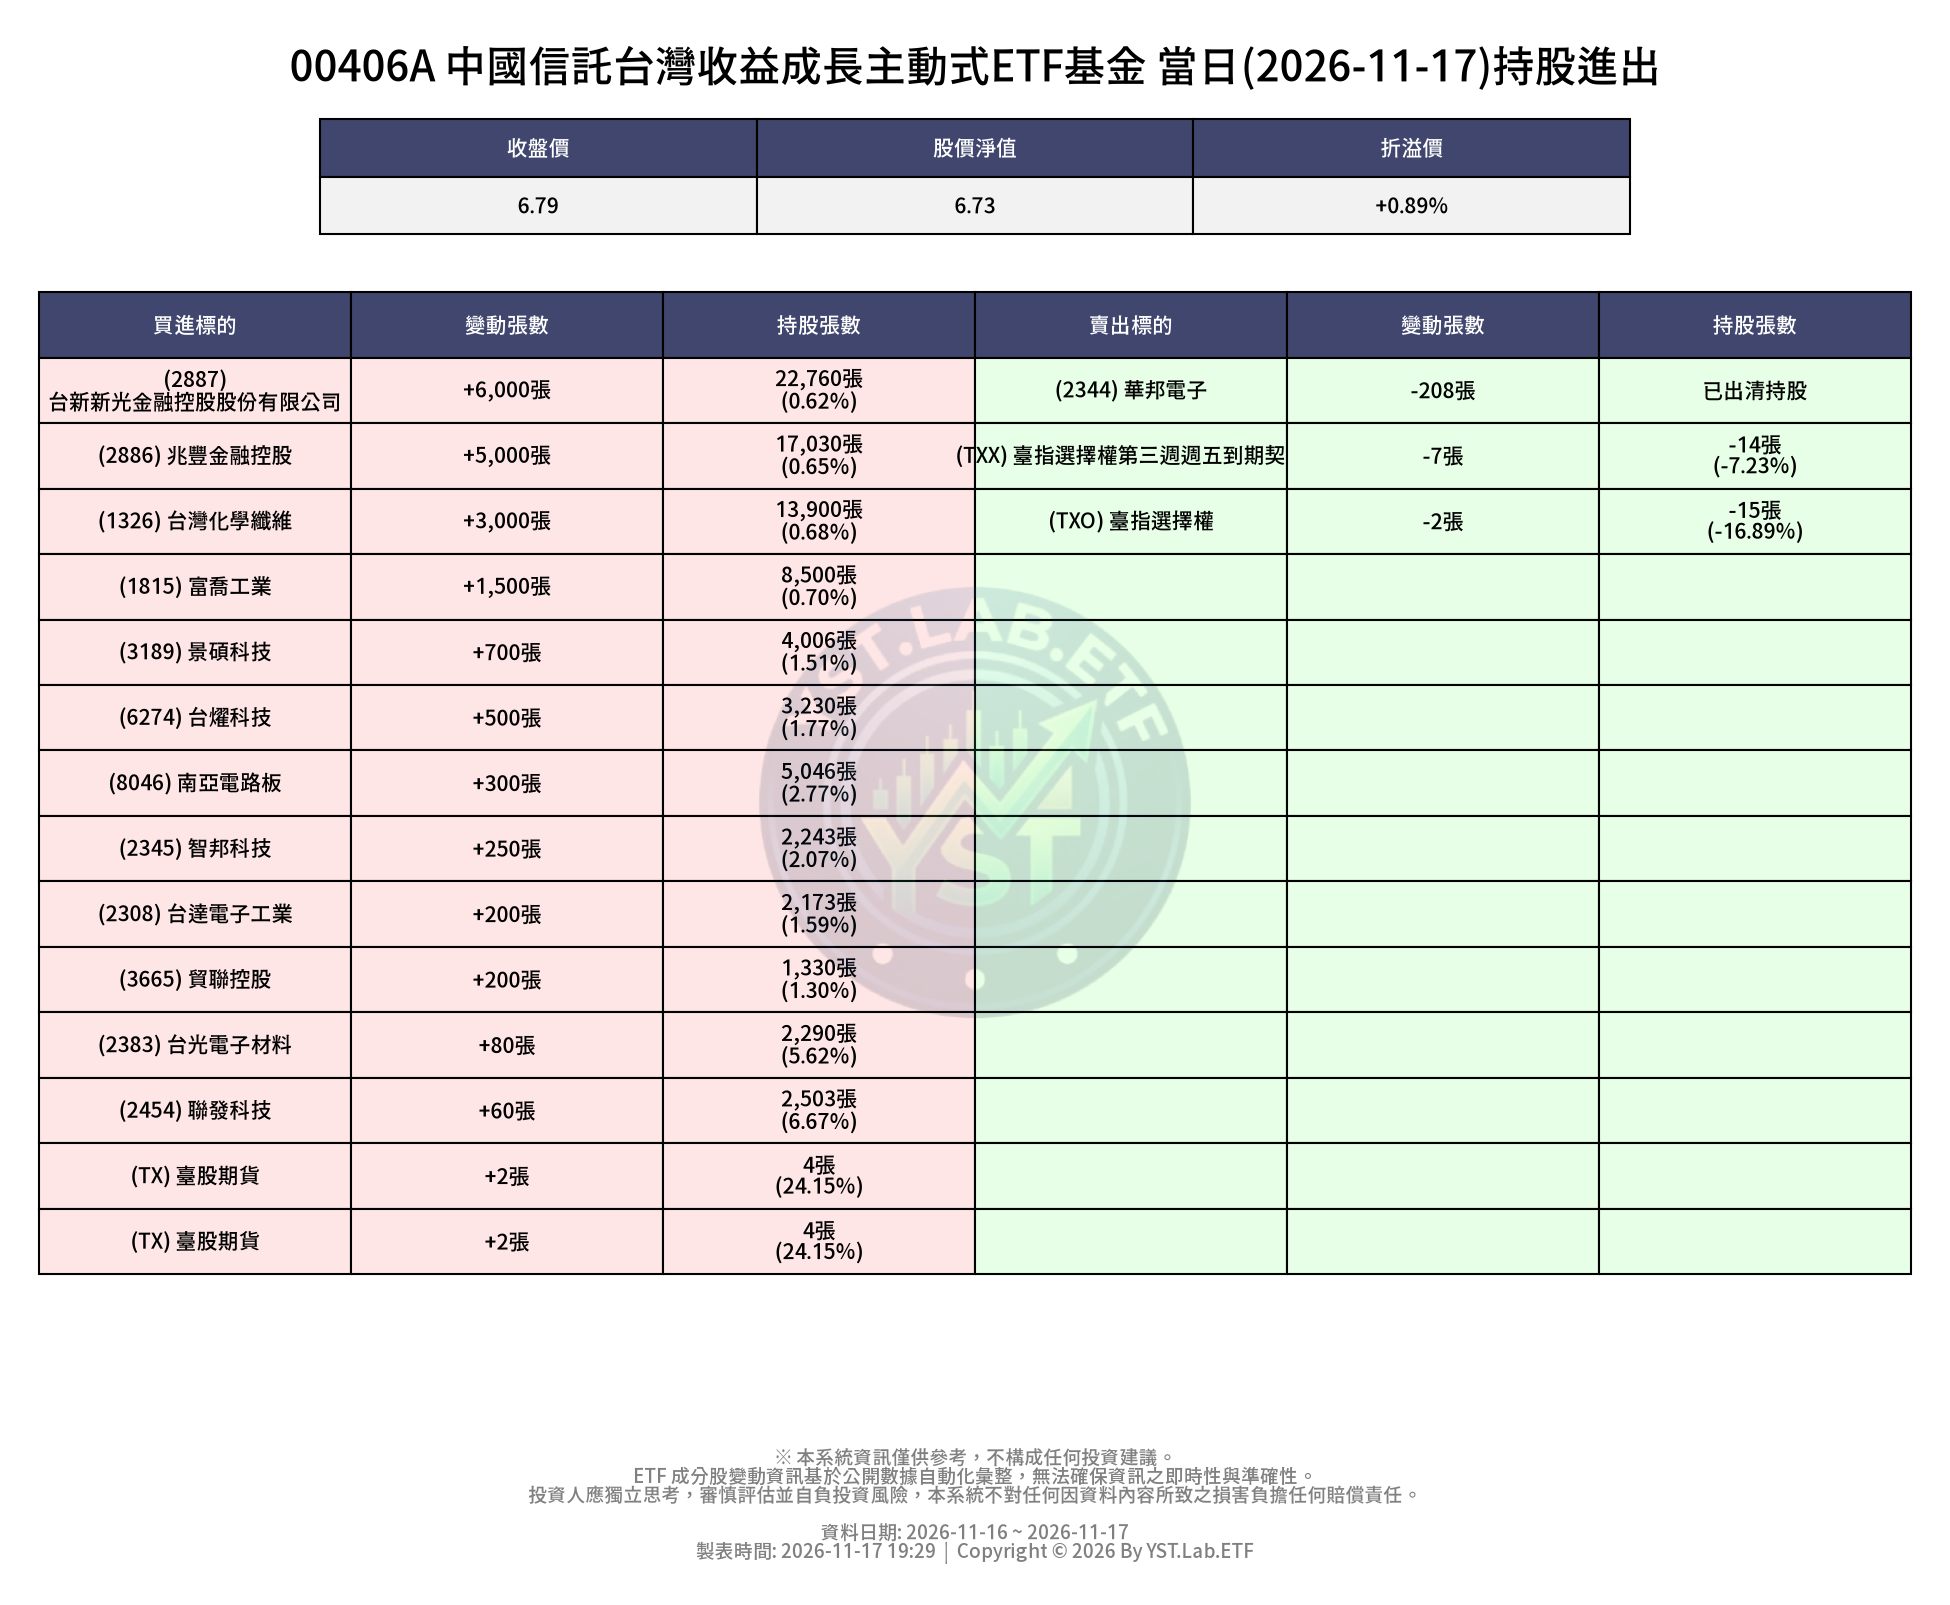 00406A 中國信託台灣收益成長主動式ETF基金 當日(2026-11-17)持股進出
收盤價 股價淨值 折溢價
6.79 6.73 +0.89%
買進標的 變動張數 持股張數 賣出標的 變動張數 持股張數
(2887)
台新新光金融控股股份有限公司 +6,000張 22,760張
(0.62%) (2344) 華邦電子 -208張 已出清持股
(2886) 兆豐金融控股 +5,000張 17,030張
(0.65%) (TXX) 臺指選擇權第三週週五到期契 -7張 -14張
(-7.23%)
(1326) 台灣化學纖維 +3,000張 13,900張
(0.68%) (TXO) 臺指選擇權 -2張 -15張
(-16.89%)
(1815) 富喬工業 +1,500張 8,500張
(0.70%)
(3189) 景碩科技 +700張 4,006張
(1.51%)
(6274) 台燿科技 +500張 3,230張
(1.77%)
(8046) 南亞電路板 +300張 5,046張
(2.77%)
(2345) 智邦科技 +250張 2,243張
(2.07%)
(2308) 台達電子工業 +200張 2,173張
(1.59%)
(3665) 貿聯控股 +200張 1,330張
(1.30%)
(2383) 台光電子材料 +80張 2,290張
(5.62%)
(2454) 聯發科技 +60張 2,503張
(6.67%)
(TX) 臺股期貨 +2張 4張
(24.15%)
(TX) 臺股期貨 +2張 4張
(24.15%)
YST.LAB.ETF
YST
※ 本系統資訊僅供參考，不構成任何投資建議。
ETF 成分股變動資訊基於公開數據自動化彙整，無法確保資訊之即時性與準確性。
投資人應獨立思考，審慎評估並自負投資風險，本系統不對任何因資料內容所致之損害負擔任何賠償責任。
資料日期: 2026-11-16 ~ 2026-11-17
製表時間: 2026-11-17 19:29 | Copyright © 2026 By YST.Lab.ETF